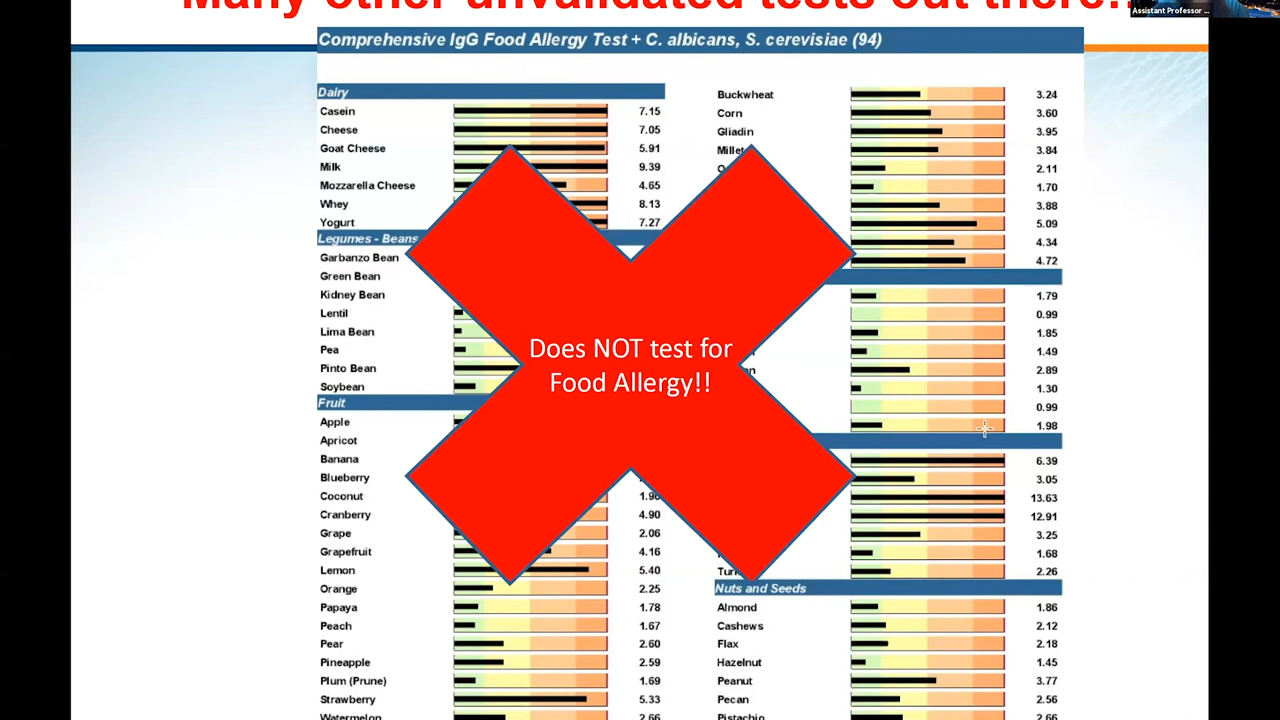 Many other unvalidated tests out there!!
Assistant Professor ...
Comprehensive IgG Food Allergy Test + C. albicans, S. cerevisiae (94)
Dairy
Casein 7.15
Cheese 7.05
Goat Cheese 5.91
Milk 9.39
Mozzarella Cheese 4.65
Whey 8.13
Yogurt 7.27
Legumes - Beans
Garbanzo Bean
Green Bean
Kidney Bean
Lentil
Lima Bean
Pea
Pinto Bean
Soybean
Fruit
Apple
Apricot
Banana
Blueberry
Coconut 1.96
Cranberry 4.90
Grape 2.06
Grapefruit 4.16
Lemon 5.40
Orange 2.25
Papaya 1.78
Peach 1.67
Pear 2.60
Pineapple 2.59
Plum (Prune) 1.69
Strawberry 5.33
Watermelon 2.66
Does NOT test for
Food Allergy!!
Buckwheat 3.24
Corn 3.60
Gliadin 3.95
Millet 3.84
2.11
1.70
3.88
5.09
4.34
4.72
1.79
0.99
1.85
1.49
2.89
1.30
0.99
1.98
6.39
3.05
13.63
12.91
3.25
1.68
2.26
Nuts and Seeds
Almond 1.86
Cashews 2.12
Flax 2.18
Hazelnut 1.45
Peanut 3.77
Pecan 2.56
Pistachio 2.66